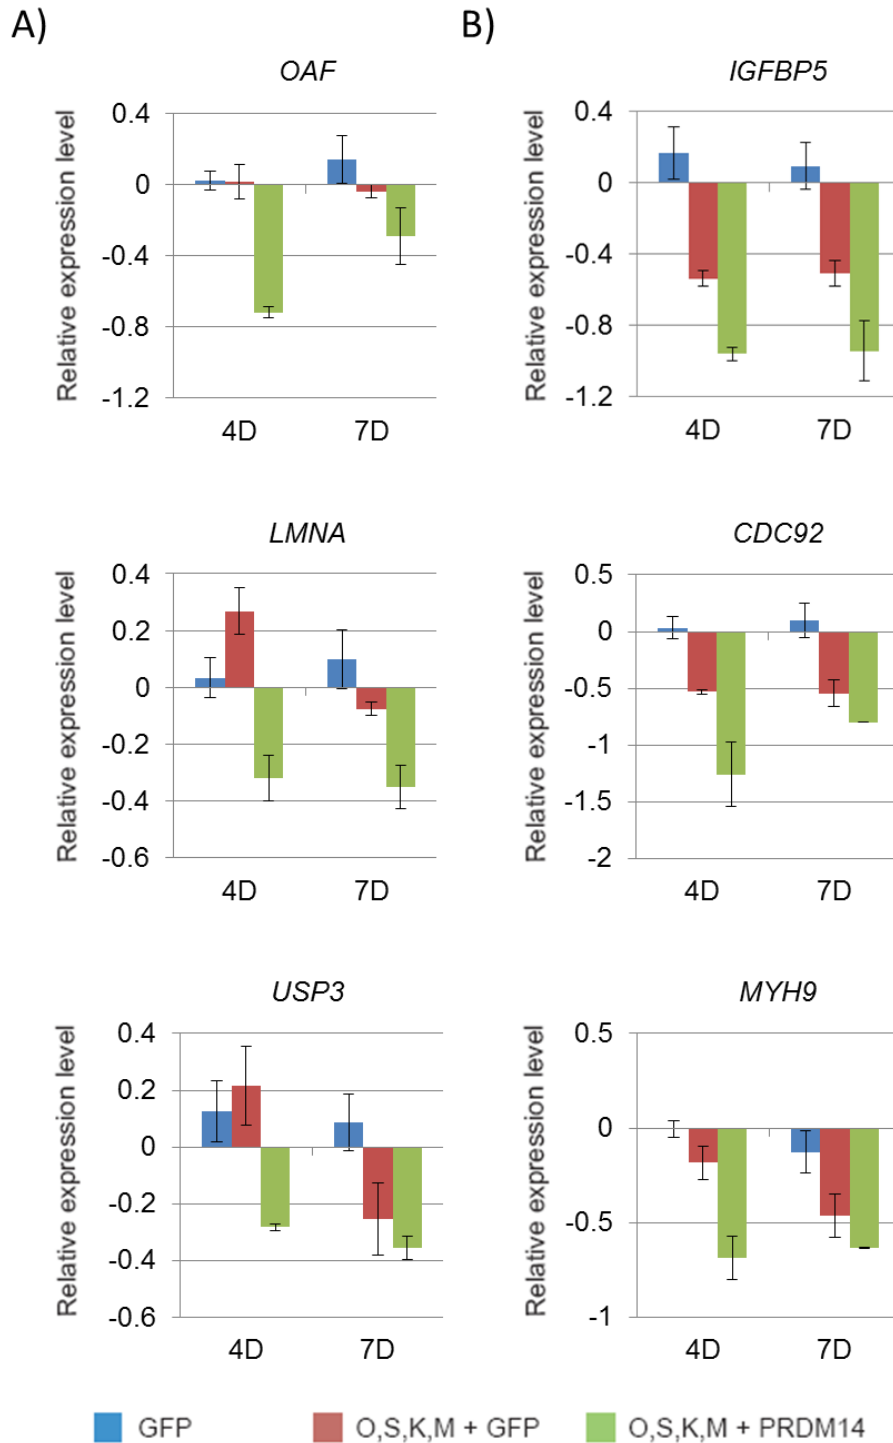 A)
B)
OAF
IGFBP5
Relative expression level
0.4
0
-0.4
-0.8
-1.2
4D 7D
Relative expression level
0.4
0
-0.4
-0.8
-1.2
4D 7D
LMNA
CDC92
Relative expression level
0.4
0.2
0
-0.2
-0.4
-0.6
4D 7D
Relative expression level
0.5
0
-0.5
-1
-1.5
-2
4D 7D
USP3
MYH9
Relative expression level
0.4
0.2
0
-0.2
-0.4
-0.6
4D 7D
Relative expression level
0.5
0
-0.5
-1
4D 7D
GFP O,S,K,M + GFP O,S,K,M + PRDM14